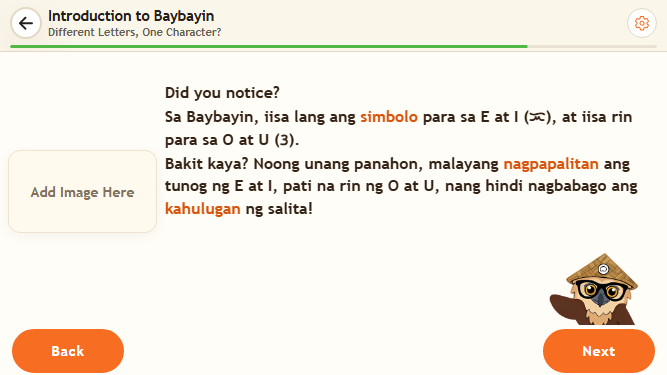 Introduction to Baybayin
Different Letters, One Character?
Did you notice?
Sa Baybayin, iisa lang ang simbolo para sa E at I (ᜁ), at iisa rin
para sa O at U (3).
Bakit kaya? Noong unang panahon, malayang nagpapalitan ang
tunog ng E at I, pati na rin ng O at U, nang hindi nagbabago ang
kahulugan ng salita!
Add Image Here
Back
Next